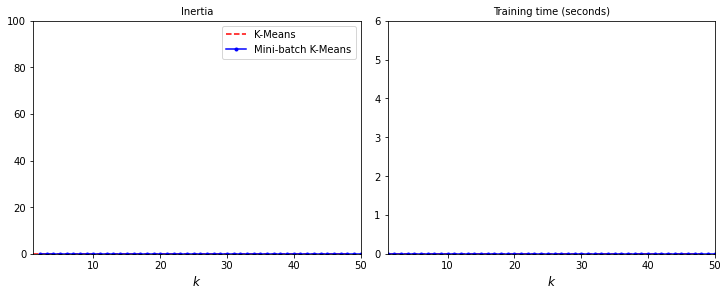 Inertia
100
80
60
40
20
0
K-Means
Mini-batch K-Means
10 20 30 40 50
k
Training time (seconds)
6
5
4
3
2
1
0
10 20 30 40 50
k